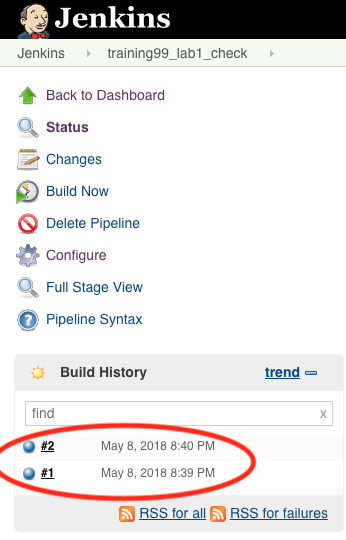 Jenkins
Jenkins training99_lab1_check
Back to Dashboard
Status
Changes
Build Now
Delete Pipeline
Configure
Full Stage View
Pipeline Syntax
Build History trend
find x
#2 May 8, 2018 8:40 PM
#1 May 8, 2018 8:39 PM
RSS for all RSS for failures